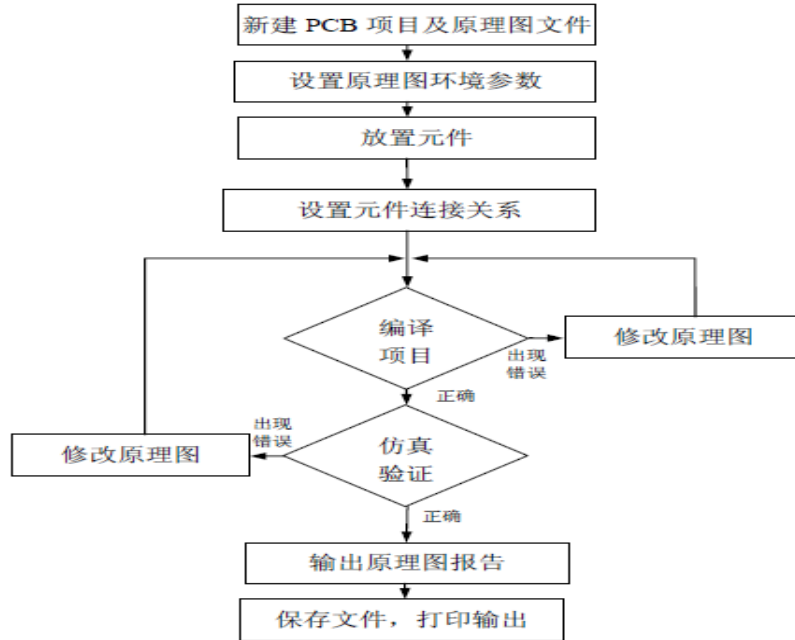 新建 PCB 项目及原理图文件
设置原理图环境参数
放置元件
设置元件连接关系
编译
项目
出现
错误
修改原理图
正确
出现
错误
修改原理图
仿真
验证
正确
输出原理图报告
保存文件，打印输出